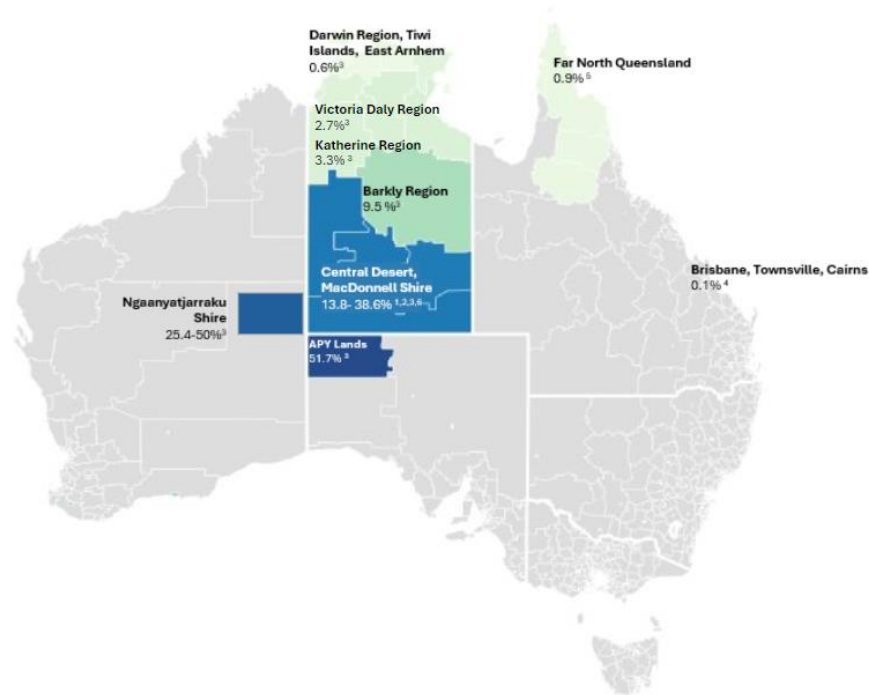 Darwin Region, Tiwi
Islands, East Arnhem
0.6%³
Far North Queensland
0.9% ⁵
Victoria Daly Region
2.7%³
Katherine Region
3.3% ³
Barkly Region
9.5 %³
Central Desert,
MacDonnell Shire
13.8- 38.6% ¹,²,³,⁶
Brisbane, Townsville, Cairns
0.1% ⁴
Ngaanyatjarraku
Shire
25.4-50%³
APY Lands
51.7% ³